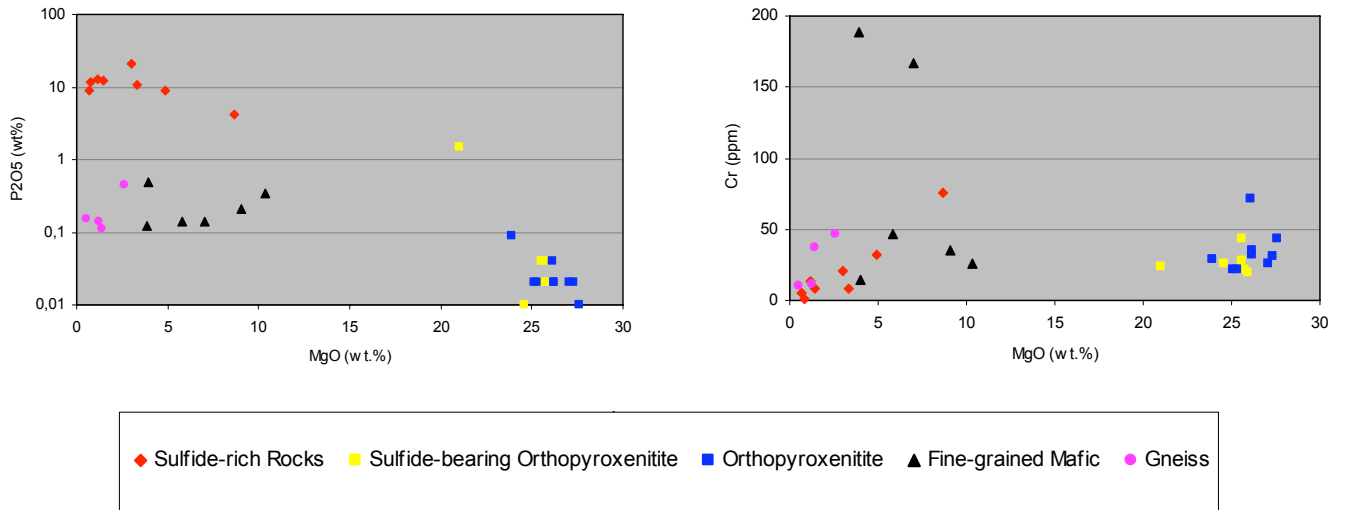 100
10
1
0,1
0,01
P2O5 (wt%)
0 5 10 15 20 25 30
MgO (w t.%)
200
150
100
50
0
Cr (ppm)
0 5 10 15 20 25 30
MgO (w t.%)
Sulfide-rich Rocks Sulfide-bearing Orthopyroxenitite Orthopyroxenitite Fine-grained Mafic Gneiss